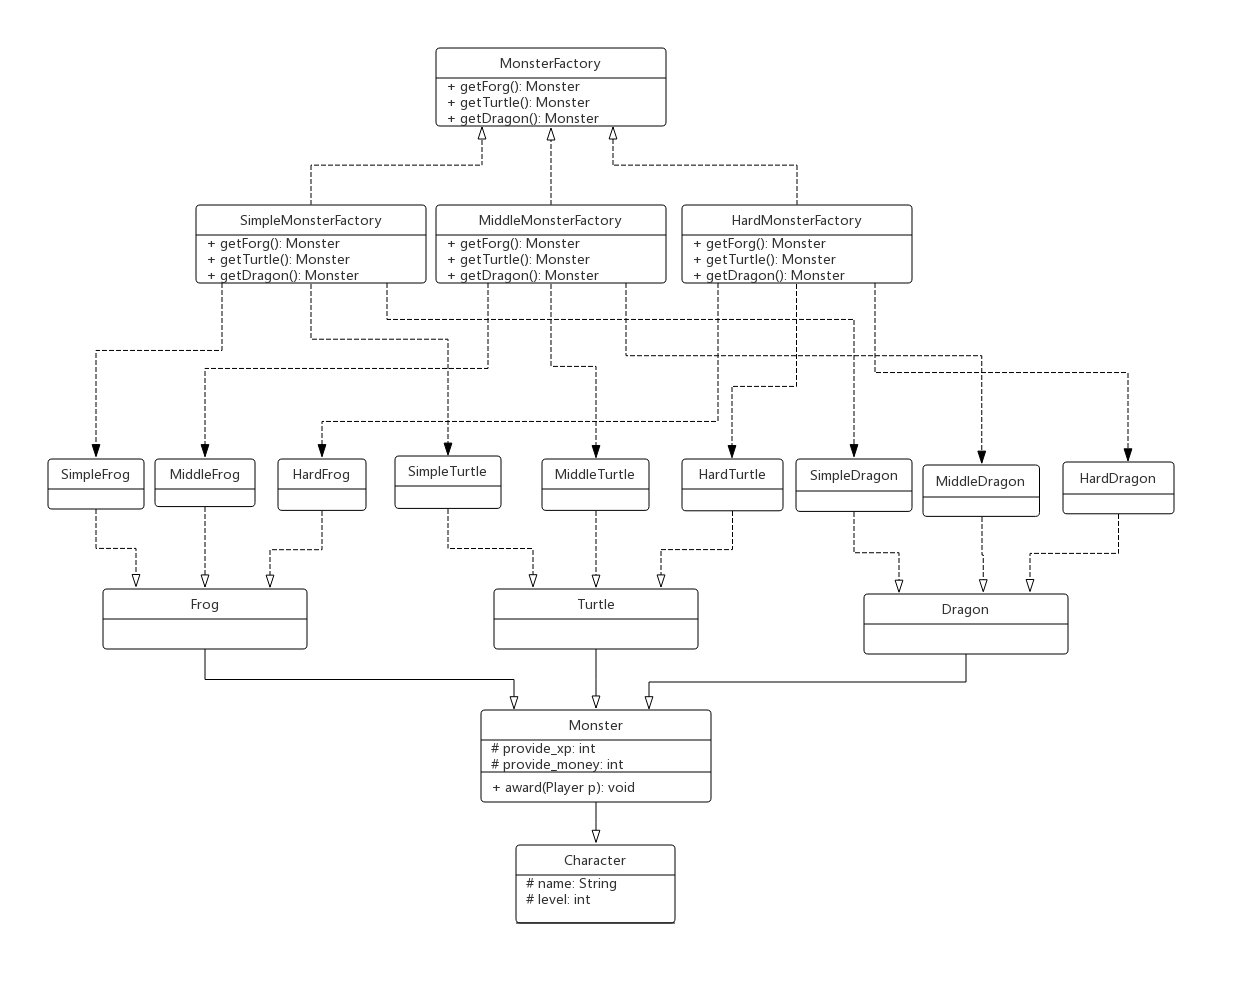 MonsterFactory
+ getForg(): Monster
+ getTurtle(): Monster
+ getDragon(): Monster
SimpleMonsterFactory
+ getForg(): Monster
+ getTurtle(): Monster
+ getDragon(): Monster
MiddleMonsterFactory
+ getForg(): Monster
+ getTurtle(): Monster
+ getDragon(): Monster
HardMonsterFactory
+ getForg(): Monster
+ getTurtle(): Monster
+ getDragon(): Monster
SimpleFrog
MiddleFrog
HardFrog
SimpleTurtle
MiddleTurtle
HardTurtle
SimpleDragon
MiddleDragon
HardDragon
Frog
Turtle
Dragon
Monster
# provide_xp: int
# provide_money: int
+ award(Player p): void
Character
# name: String
# level: int